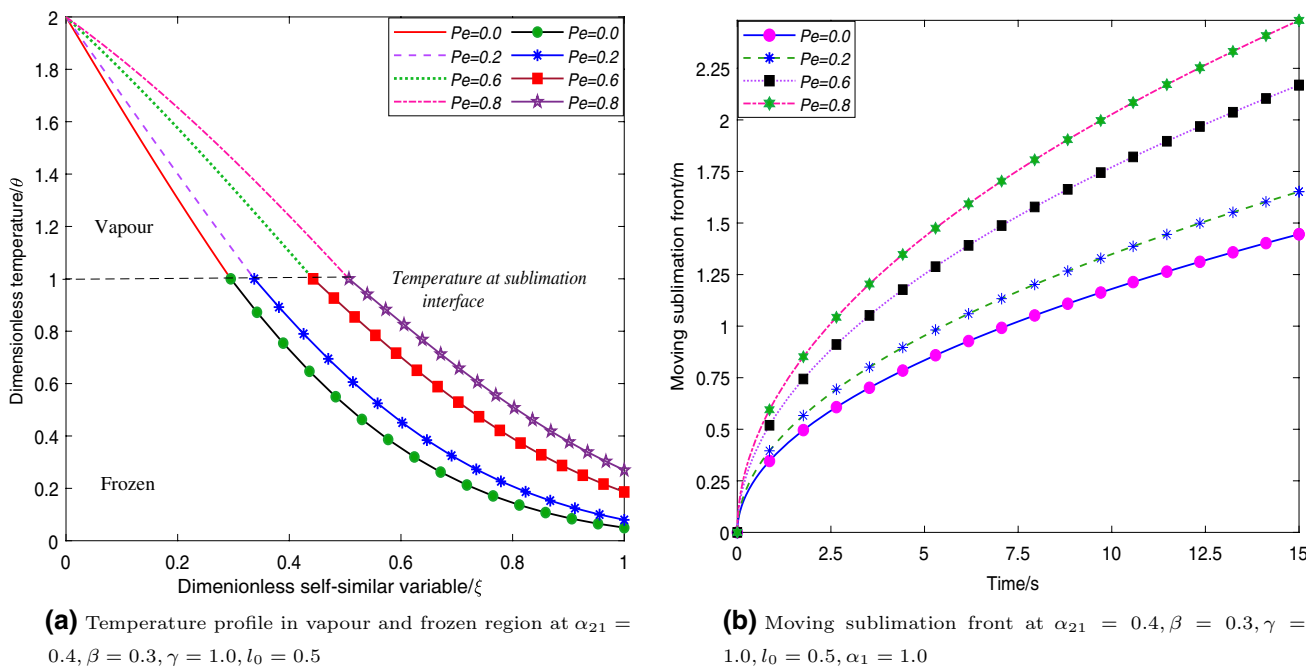 2
1.8
1.6
1.4
1.2
1
0.8
0.6
0.4
0.2
0
Dimensionless temperature/θ
Pe=0.0 Pe=0.0
Pe=0.2 Pe=0.2
Pe=0.6 Pe=0.6
Pe=0.8 Pe=0.8
Vapour
Temperature at sublimation
interface
Frozen
0 0.2 0.4 0.6 0.8 1
Dimenionless self-similar variable/ξ
(a) Temperature profile in vapour and frozen region at α21 =
0.4, β = 0.3, γ = 1.0, l0 = 0.5
2.25
2
1.75
1.5
1.25
1
0.75
0.5
0.25
0
Moving sublimation front/m
Pe=0.0
Pe=0.2
Pe=0.6
Pe=0.8
0 2.5 5 7.5 10 12.5 15
Time/s
(b) Moving sublimation front at α21 = 0.4, β = 0.3, γ =
1.0, l0 = 0.5, α1 = 1.0